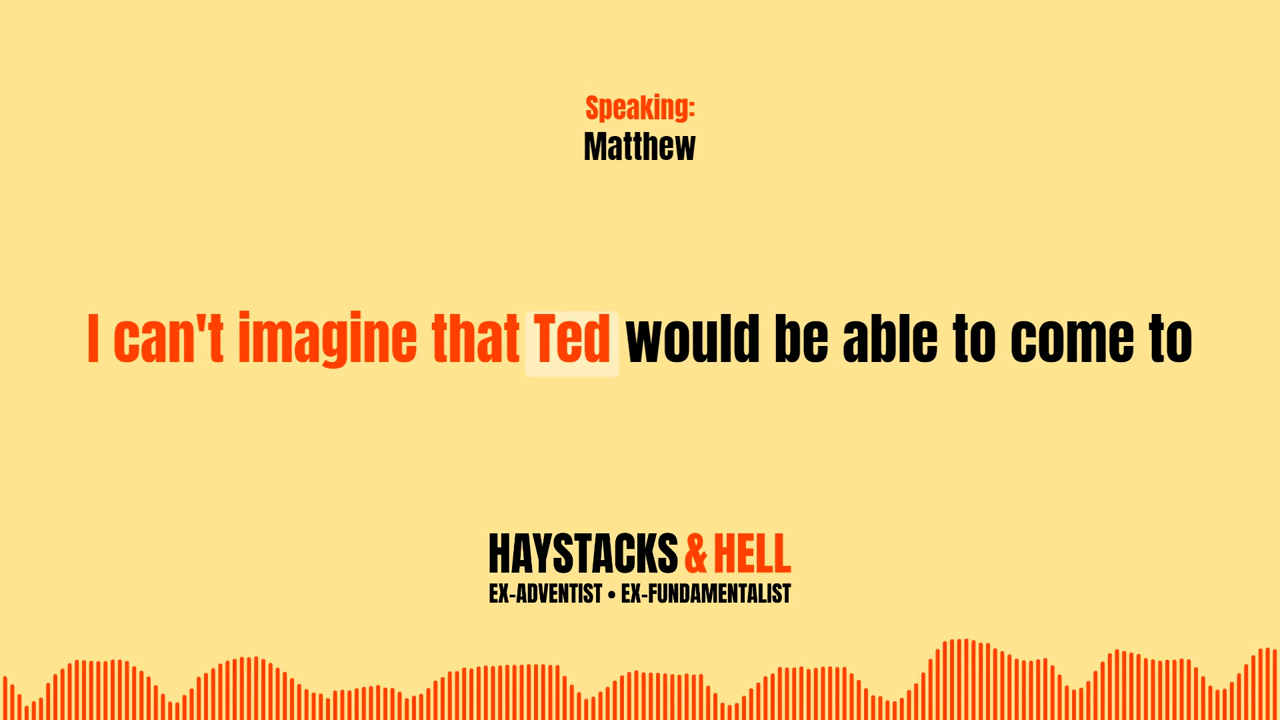 Speaking:
Matthew
I can't imagine that Ted would be able to come to
HAYSTACKS & HELL
EX-ADVENTIST • EX-FUNDAMENTALIST